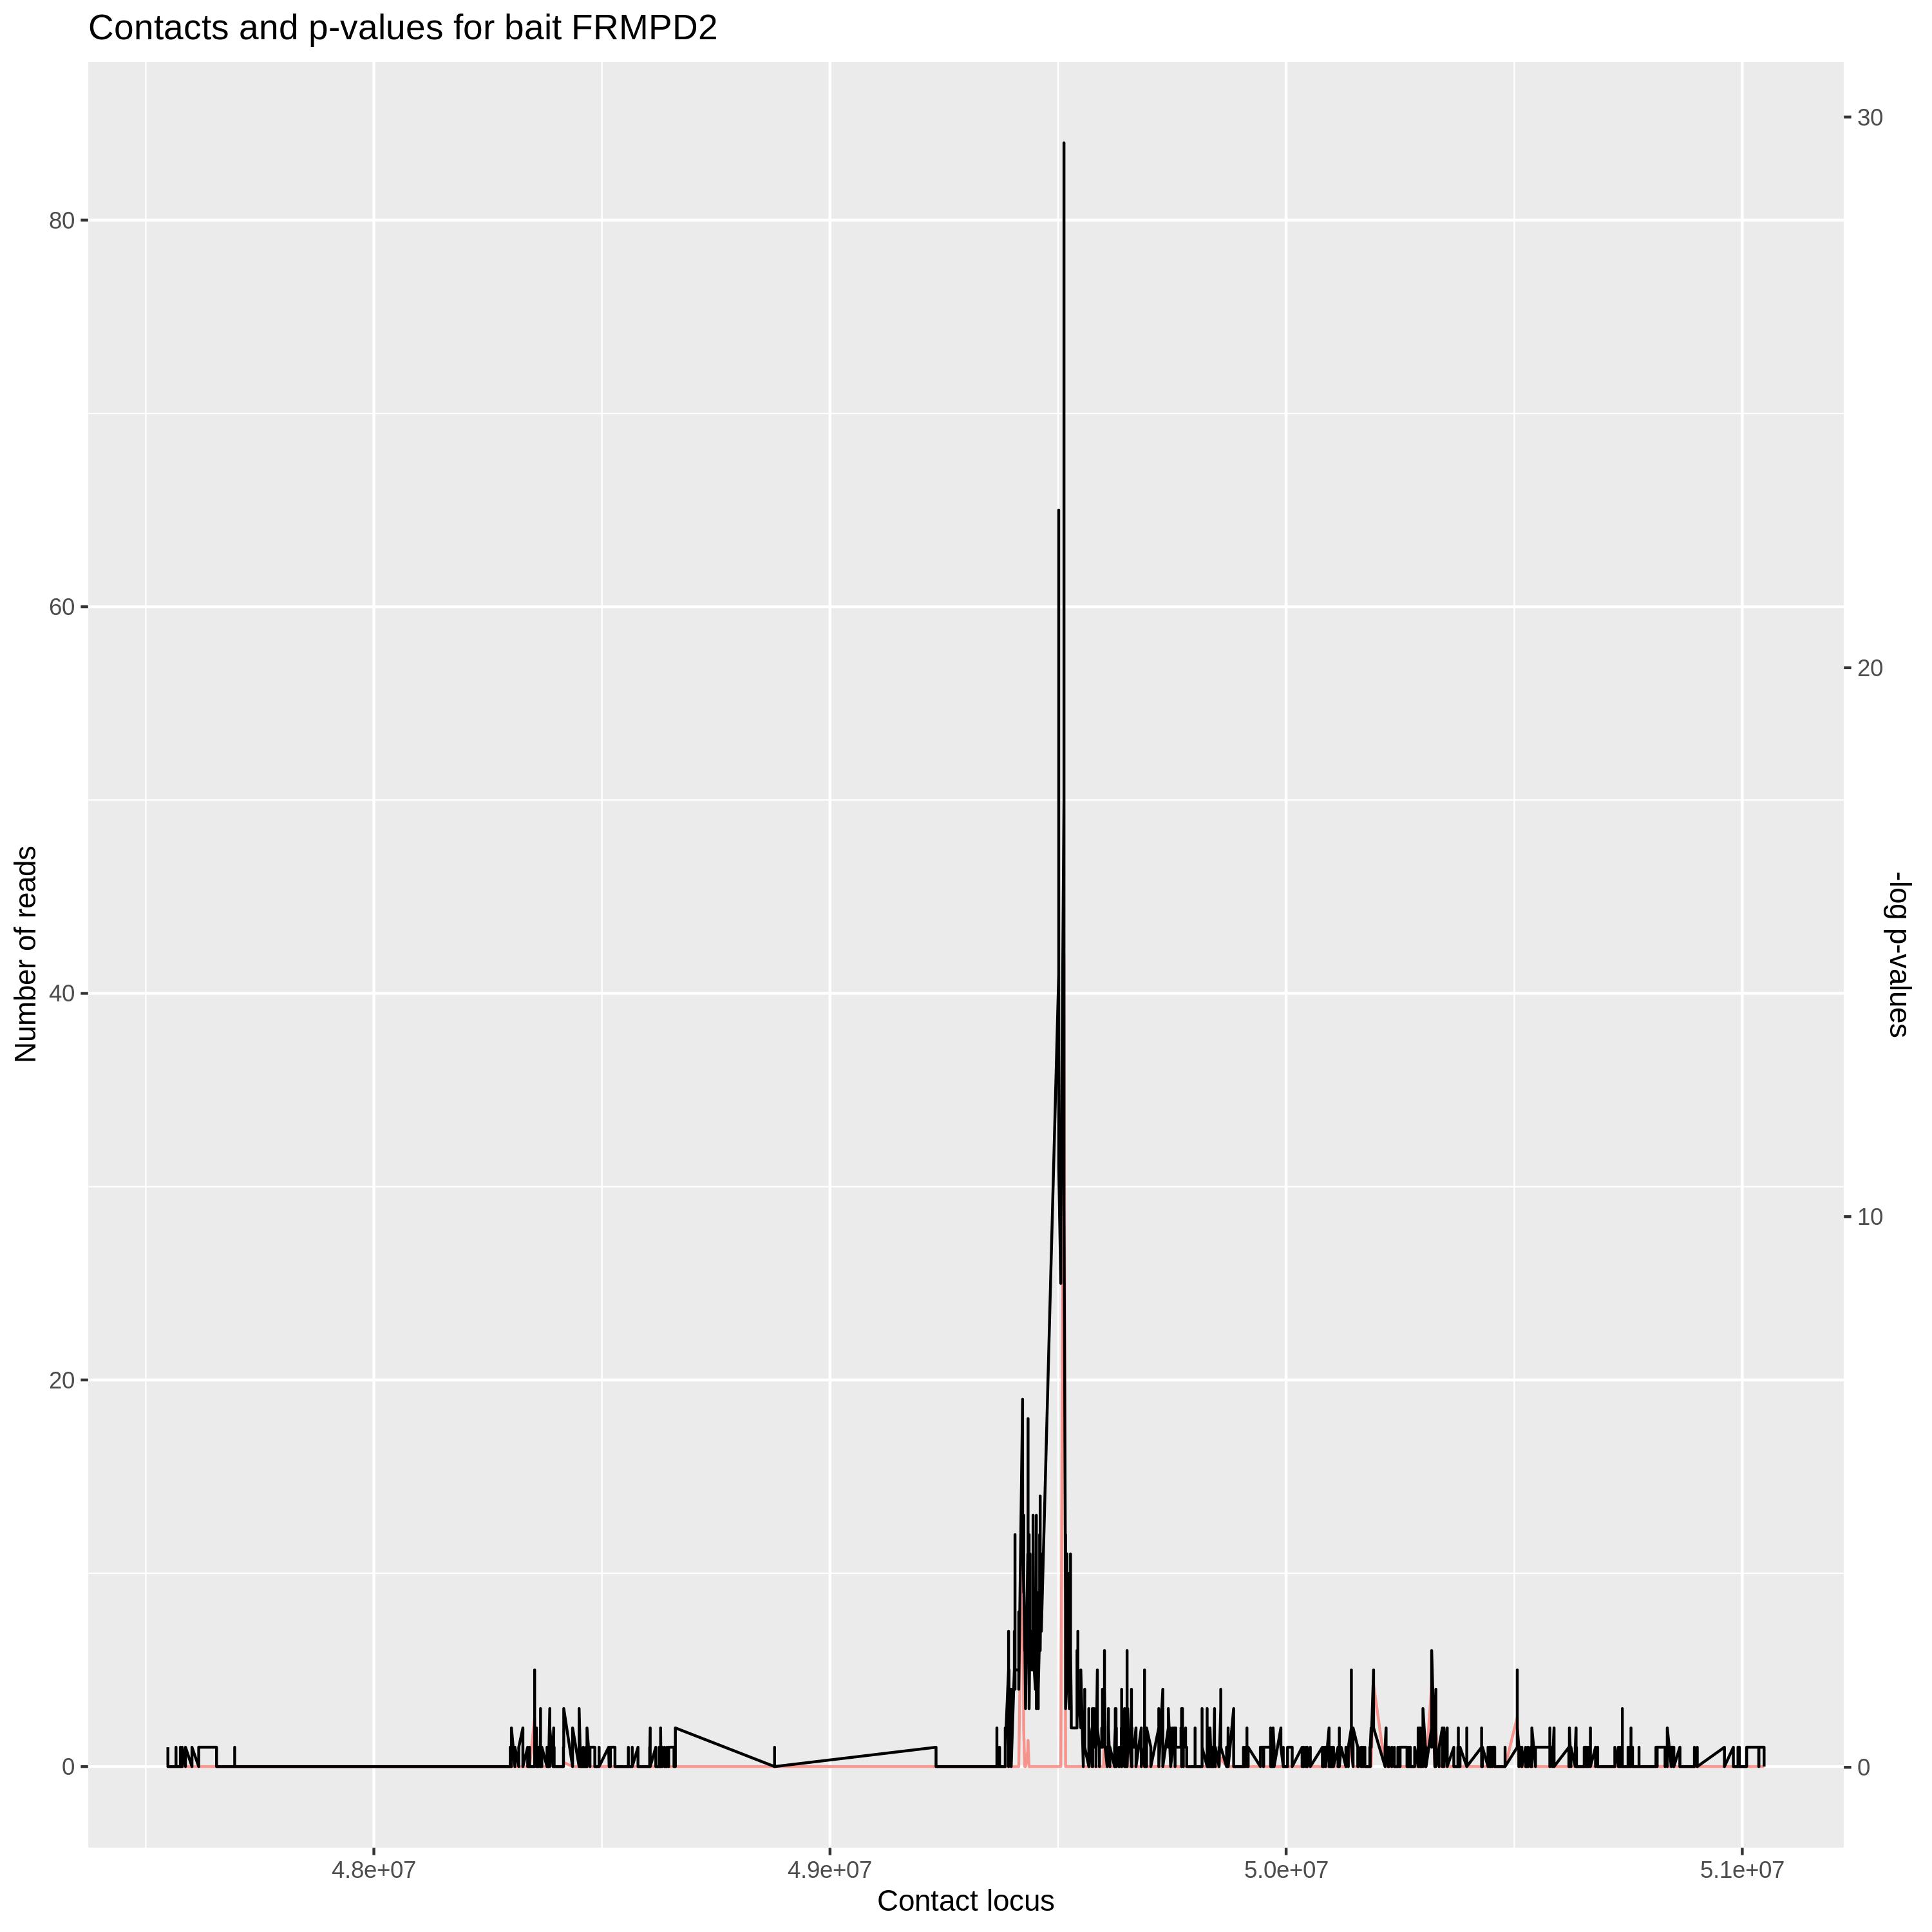 Contacts and p-values for bait FRMPD2
30
80
20
60
Number of reads
-log p-values
40
10
20
0
0
4.8e+07
4.9e+07
5.0e+07
5.1e+07
Contact locus